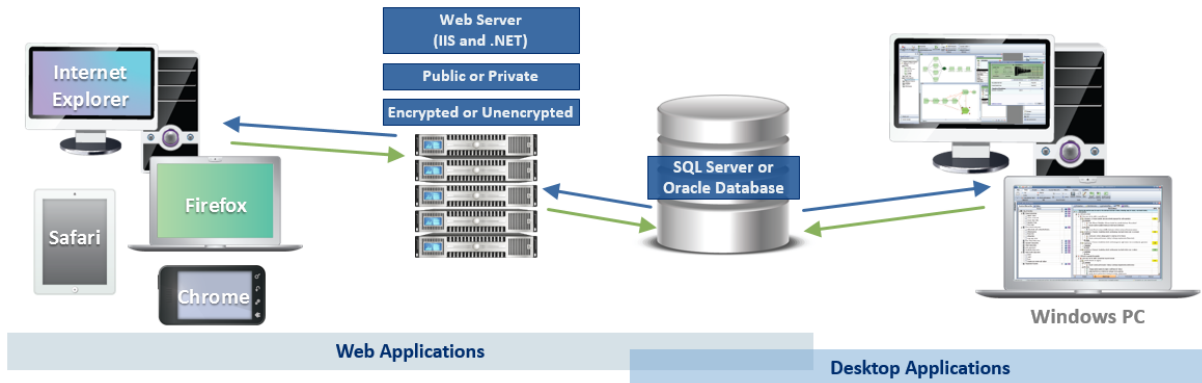 Web Server
(IIS and .NET)
Public or Private
Encrypted or Unencrypted
Internet
Explorer
Firefox
Safari
Chrome
SQL Server or
Oracle Database
Windows PC
Web Applications
Desktop Applications